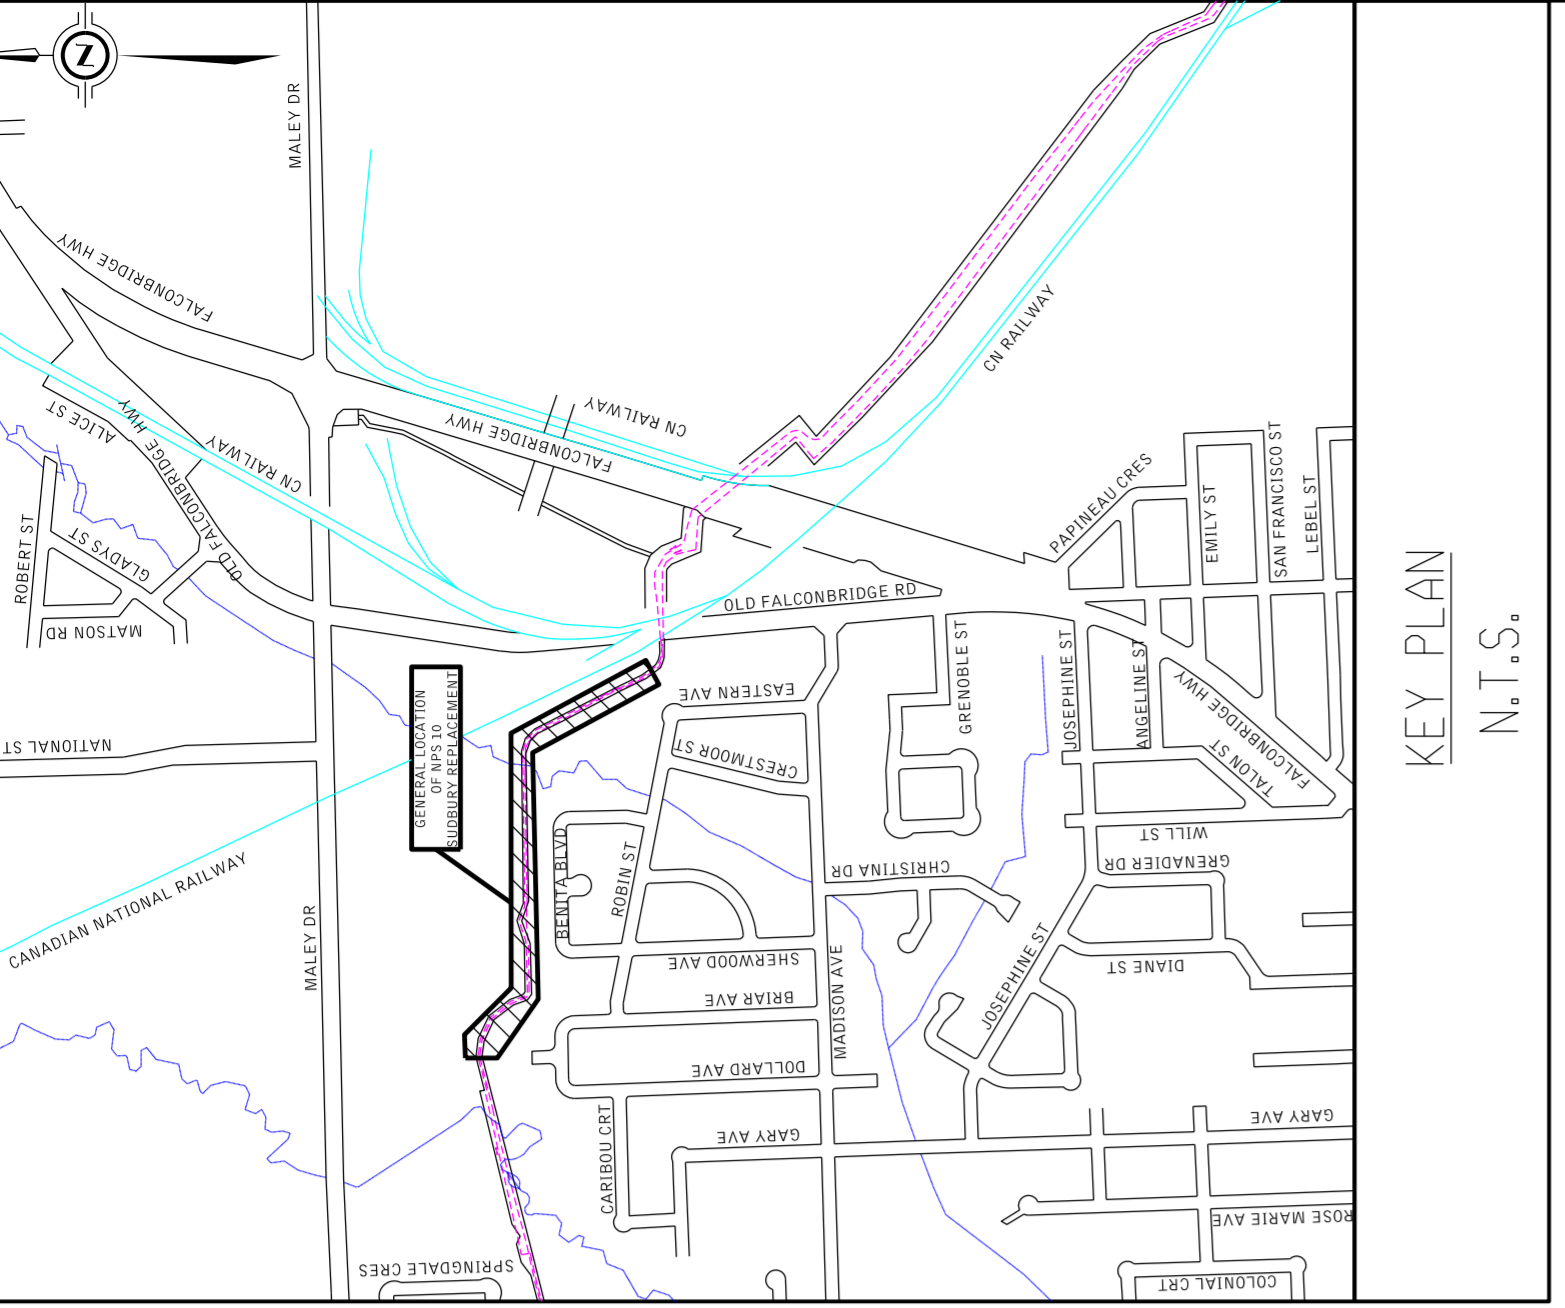 N
MALEY DR
FALCONBRIDGE HWY
CN RAILWAY
ALICE ST
OLD FALCONBRIDGE HWY
CN RAILWAY
FALCONBRIDGE HWY
CN RAILWAY
ROBERT ST
GLADYS ST
MATSON RD
OLD FALCONBRIDGE RD
PAPINEAU CRES
EMILY ST
SAN FRANCISCO ST
LEBEL ST
NATIONAL ST
GENERAL LOCATION
OF NPS 10
SUDBURY REPLACEMENT
EASTERN AVE
CRESTMOOR ST
GRENOBLE ST
JOSEPHINE ST
ANGELINE ST
FALCONBRIDGE HWY
TALON ST
WILL ST
GRENADIER DR
CANADIAN NATIONAL RAILWAY
MALEY DR
BENITA BLVD
ROBIN ST
CHRISTINA DR
SHERWOOD AVE
BRIAR AVE
MADISON AVE
JOSEPHINE ST
DIANE ST
DOLLARD AVE
CARIBOU CRT
GARY AVE
GARY AVE
ROSE MARIE AVE
SPRINGDALE CRES
COLONIAL CRT
KEY PLAN
N.T.S.